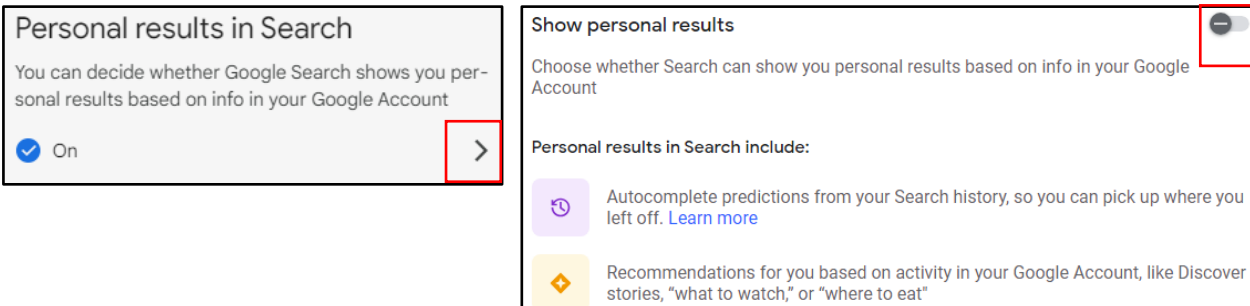 Personal results in Search
You can decide whether Google Search shows you per-
sonal results based on info in your Google Account
On
Show personal results
Choose whether Search can show you personal results based on info in your Google
Account
Personal results in Search include:
Autocomplete predictions from your Search history, so you can pick up where you
left off. Learn more
Recommendations for you based on activity in your Google Account, like Discover
stories, “what to watch,” or “where to eat"